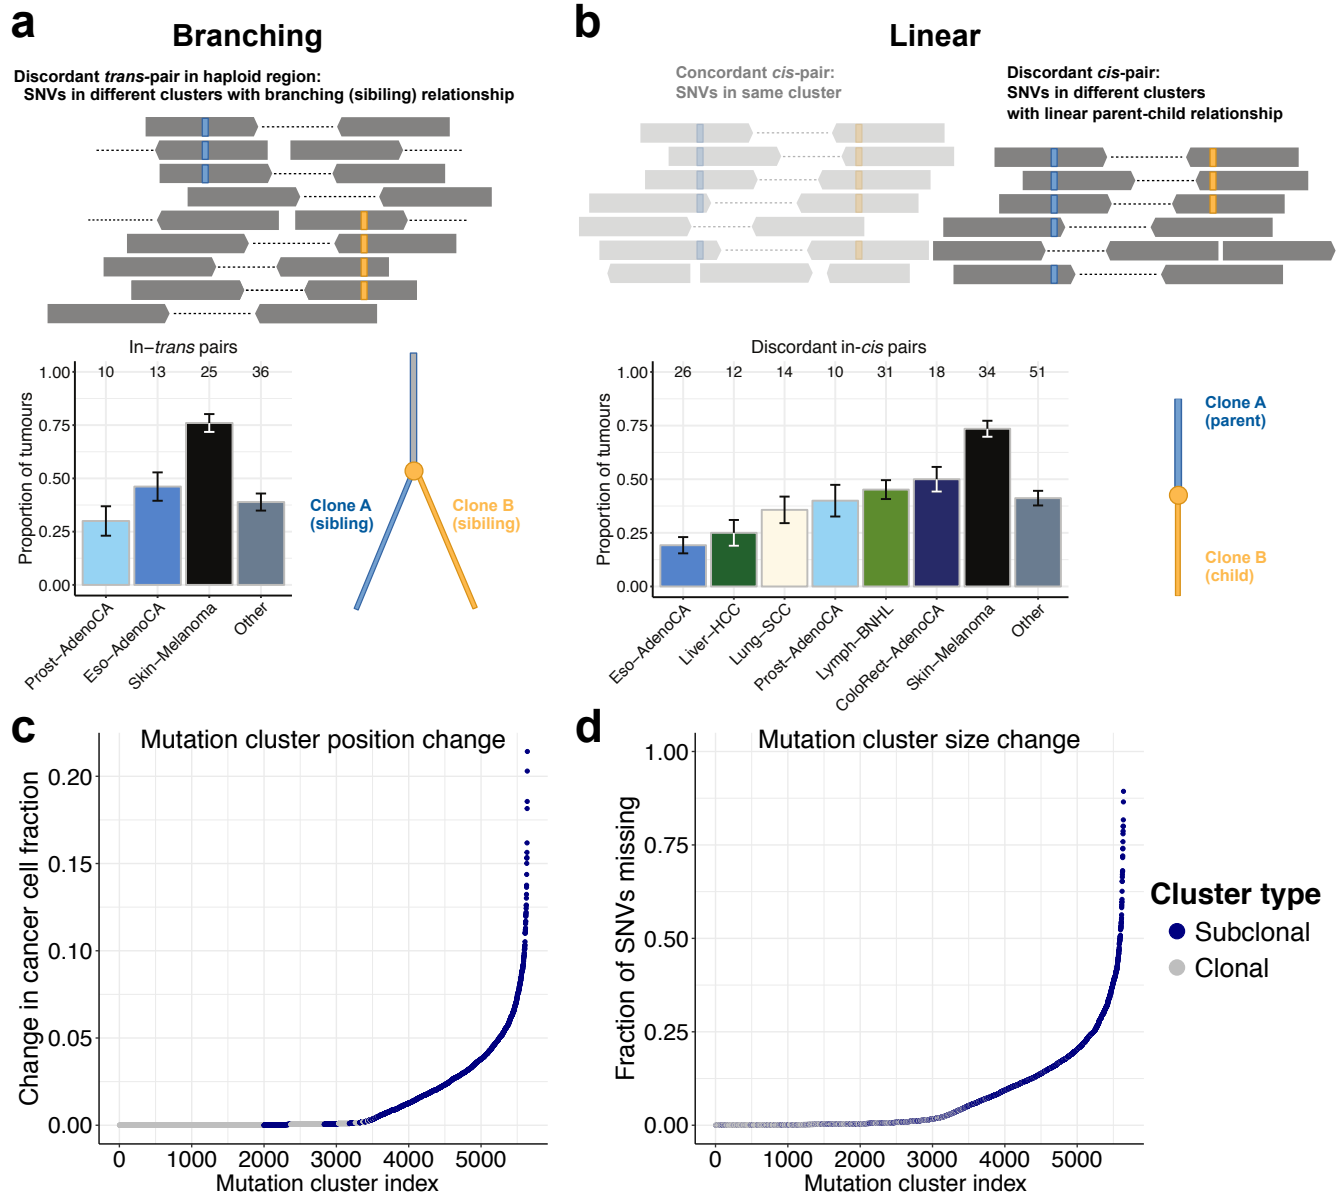 a
Branching
Discordant trans-pair in haploid region:
SNVs in different clusters with branching (sibiling) relationship
In−trans pairs
10 13 25 36
1.00
0.75
0.50
0.25
0.00
Proportion of tumours
Prost−AdenoCA
Eso−AdenoCA
Skin−Melanoma
Other
Clone A
(sibling)
Clone B
(sibiling)
b
Linear
Concordant cis-pair:
SNVs in same cluster
Discordant cis-pair:
SNVs in different clusters
with linear parent-child relationship
Discordant in-cis pairs
26 12 14 10 31 18 34 51
1.00
0.75
0.50
0.25
0.00
Proportion of tumours
Eso−AdenoCA
Liver−HCC
Lung−SCC
Prost−AdenoCA
Lymph−BNHL
ColoRect−AdenoCA
Skin−Melanoma
Other
Clone A
(parent)
Clone B
(child)
c
Mutation cluster position change
0.20
0.15
0.10
0.05
0.00
Change in cancer cell fraction
0 1000 2000 3000 4000 5000
Mutation cluster index
d
Mutation cluster size change
1.00
0.75
0.50
0.25
0.00
Fraction of SNVs missing
0 1000 2000 3000 4000 5000
Mutation cluster index
Cluster type
Subclonal
Clonal